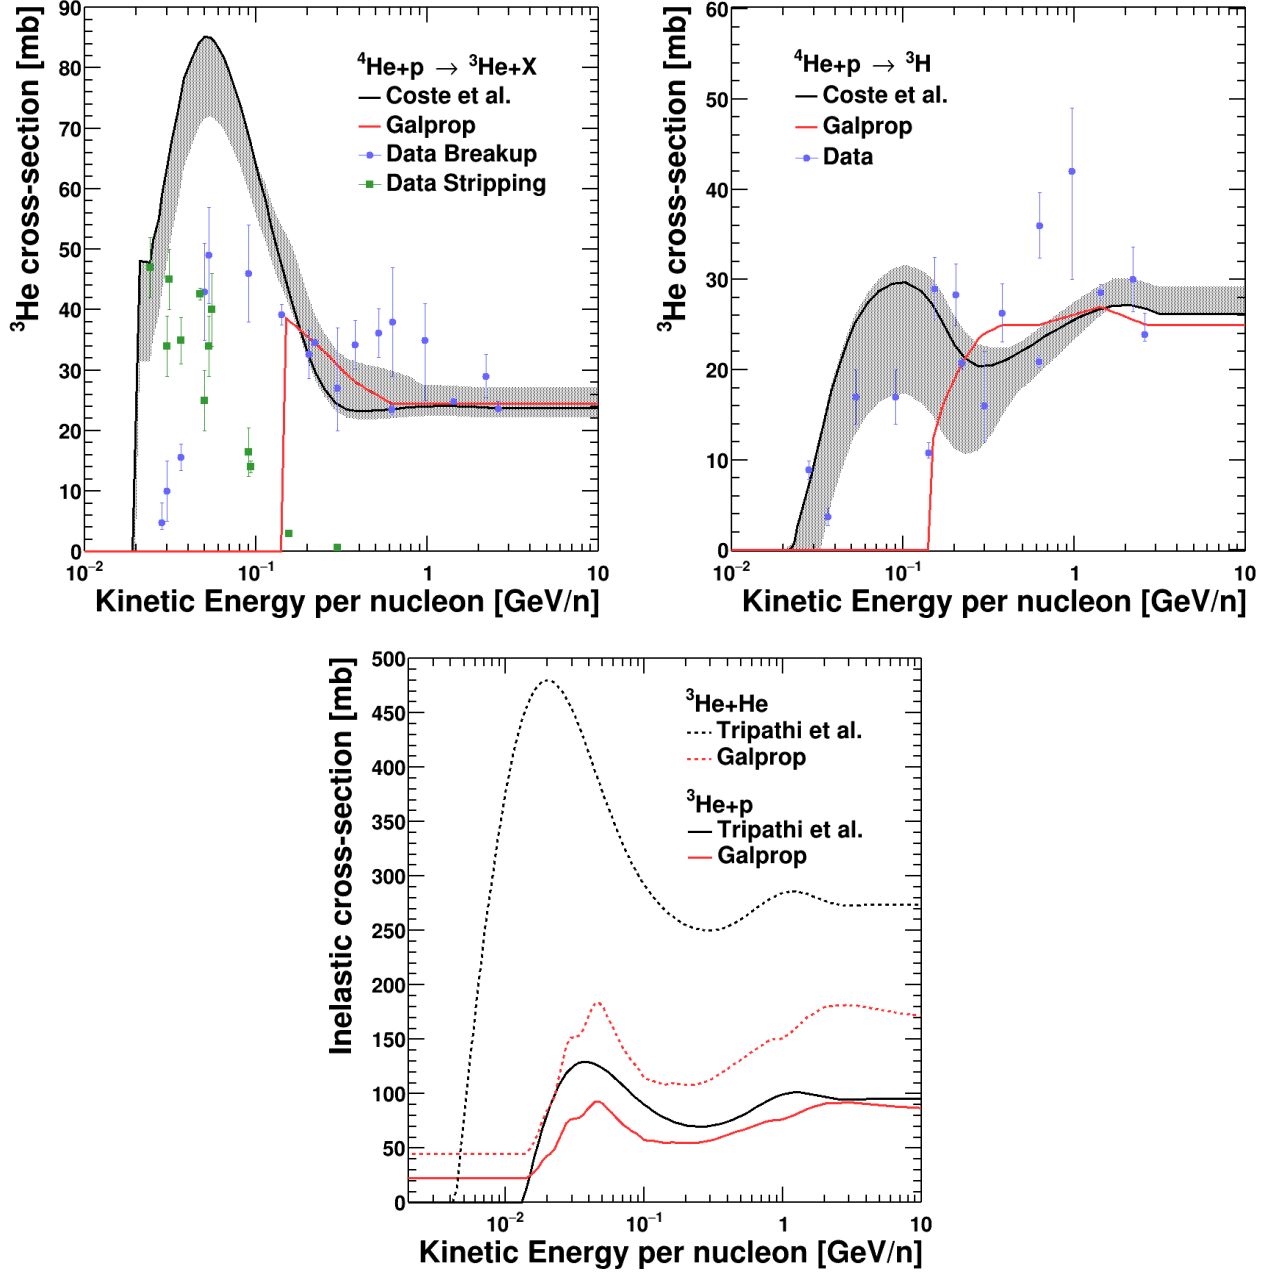 ³He cross-section [mb]
90
80
70
60
50
40
30
20
10
0
⁴He+p → ³He+X
Coste et al.
Galprop
Data Breakup
Data Stripping
10⁻² 10⁻¹ 1 10
Kinetic Energy per nucleon [GeV/n]
³He cross-section [mb]
60
50
40
30
20
10
0
⁴He+p → ³H
Coste et al.
Galprop
Data
10⁻² 10⁻¹ 1 10
Kinetic Energy per nucleon [GeV/n]
Inelastic cross-section [mb]
500
450
400
350
300
250
200
150
100
50
0
³He+He
Tripathi et al.
Galprop
³He+p
Tripathi et al.
Galprop
10⁻² 10⁻¹ 1 10
Kinetic Energy per nucleon [GeV/n]